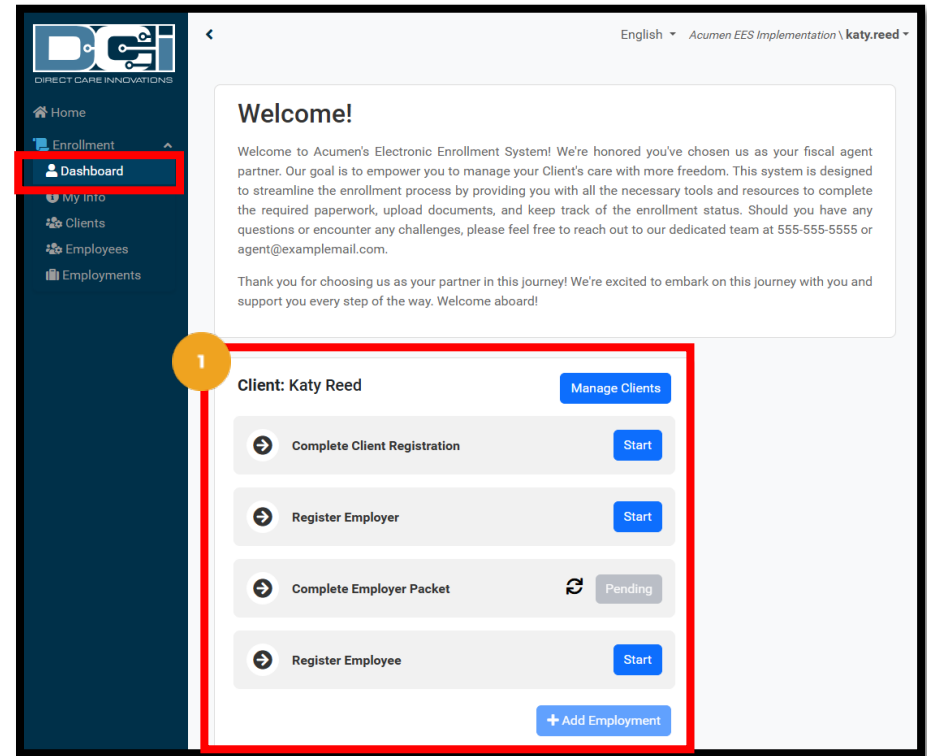 DCi
DIRECT CARE INNOVATIONS
English
Acumen EES Implementation \ katy.reed
Home
Enrollment
Dashboard
My Info
Clients
Employees
Employments
Welcome!
Welcome to Acumen's Electronic Enrollment System! We're honored you've chosen us as your fiscal agent
partner. Our goal is to empower you to manage your Client's care with more freedom. This system is designed
to streamline the enrollment process by providing you with all the necessary tools and resources to complete
the required paperwork, upload documents, and keep track of the enrollment status. Should you have any
questions or encounter any challenges, please feel free to reach out to our dedicated team at 555-555-5555 or
agent@examplemail.com.
Thank you for choosing us as your partner in this journey! We're excited to embark on this journey with you and
support you every step of the way. Welcome aboard!
1
Client: Katy Reed
Manage Clients
Complete Client Registration
Start
Register Employer
Start
Complete Employer Packet
Pending
Register Employee
Start
+ Add Employment